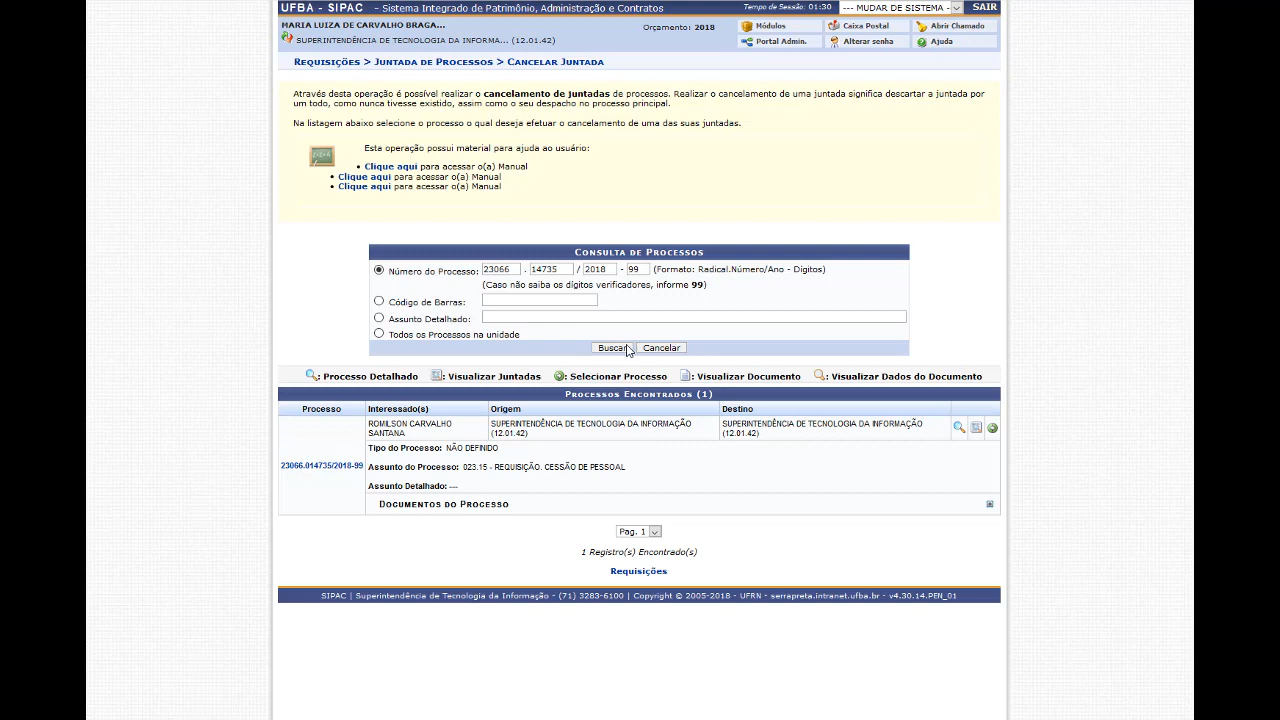 UFBA - SIPAC - Sistema Integrado de Patrimônio, Administração e Contratos Tempo de Sessão: 01:30 --- MUDAR DE SISTEMA - SAIR
MARIA LUIZA DE CARVALHO BRAGA... Orçamento: 2018 Módulos Caixa Postal Abrir Chamado
SUPERINTENDÊNCIA DE TECNOLOGIA DA INFORMA... (12.01.42) Portal Admin. Alterar senha Ajuda
REQUISIÇÕES > JUNTADA DE PROCESSOS > CANCELAR JUNTADA
Através desta operação é possível realizar o cancelamento de juntadas de processos. Realizar o cancelamento de uma juntada significa descartar a juntada por
um todo, como nunca tivesse existido, assim como o seu despacho no processo principal.
Na listagem abaixo selecione o processo o qual deseja efetuar o cancelamento de uma das suas juntadas.
Esta operação possui material para ajuda ao usuário:
• Clique aqui para acessar o(a) Manual
• Clique aqui para acessar o(a) Manual
• Clique aqui para acessar o(a) Manual
CONSULTA DE PROCESSOS
Número do Processo: 23066 . 14735 / 2018 - 99 (Formato: Radical.Número/Ano - Dígitos)
(Caso não saiba os dígitos verificadores, informe 99)
Código de Barras:
Assunto Detalhado:
Todos os Processos na unidade
Buscar Cancelar
: Processo Detalhado : Visualizar Juntadas : Selecionar Processo : Visualizar Documento : Visualizar Dados do Documento
PROCESSOS ENCONTRADOS (1)
Processo Interessado(s) Origem Destino
ROMILSON CARVALHO SUPERINTENDÊNCIA DE TECNOLOGIA DA INFORMAÇÃO SUPERINTENDÊNCIA DE TECNOLOGIA DA INFORMAÇÃO
SANTANA (12.01.42) (12.01.42)
Tipo do Processo: NÃO DEFINIDO
23066.014735/2018-99 Assunto do Processo: 023.15 - REQUISIÇÃO. CESSÃO DE PESSOAL
Assunto Detalhado: ---
DOCUMENTOS DO PROCESSO
Pag. 1
1 Registro(s) Encontrado(s)
Requisições
SIPAC | Superintendência de Tecnologia da Informação - (71) 3283-6100 | Copyright © 2005-2018 - UFRN - serrapreta.intranet.ufba.br - v4.30.14.PEN_01